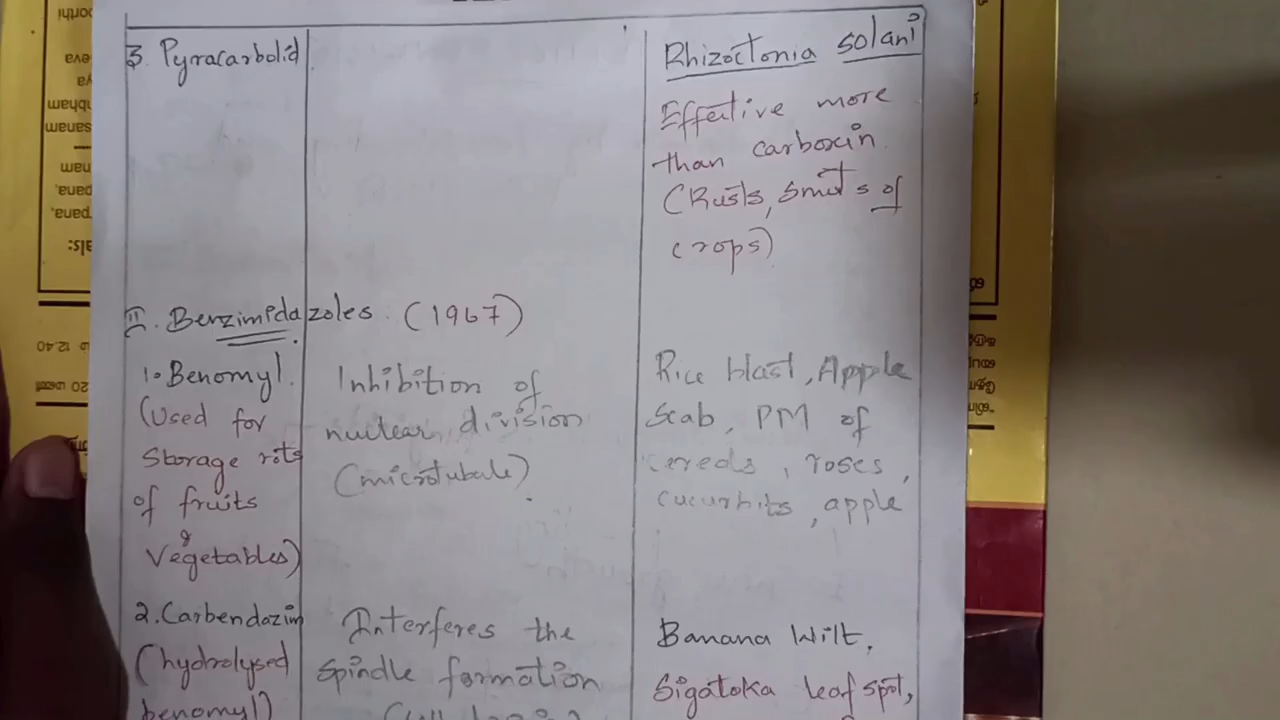 3. Pyracarbolid
Rhizoctonia solani
Effective more
than carboxin
(Rusts, Smuts of
crops)
II. Benzimidazoles. (1967)
1. Benomyl.
(Used for
Storage rots
of fruits
&
Vegetables)
Inhibition of
nuclear division
(microtubule)
Rice blast, Apple
Scab, PM of
cereals, roses,
cucurbits, apple
2. Carbendazim
(hydrolysed
benomyl)
Interferes the
Spindle formation
Banana Wilt,
Sigatoka leaf spot,